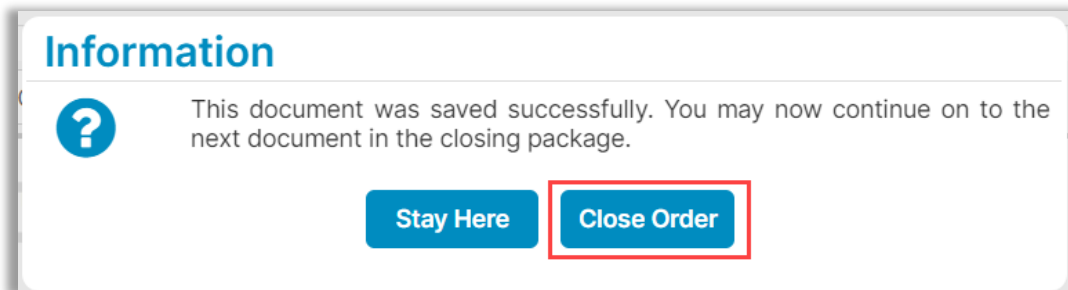 Information
This document was saved successfully. You may now continue on to the
next document in the closing package.
Stay Here
Close Order